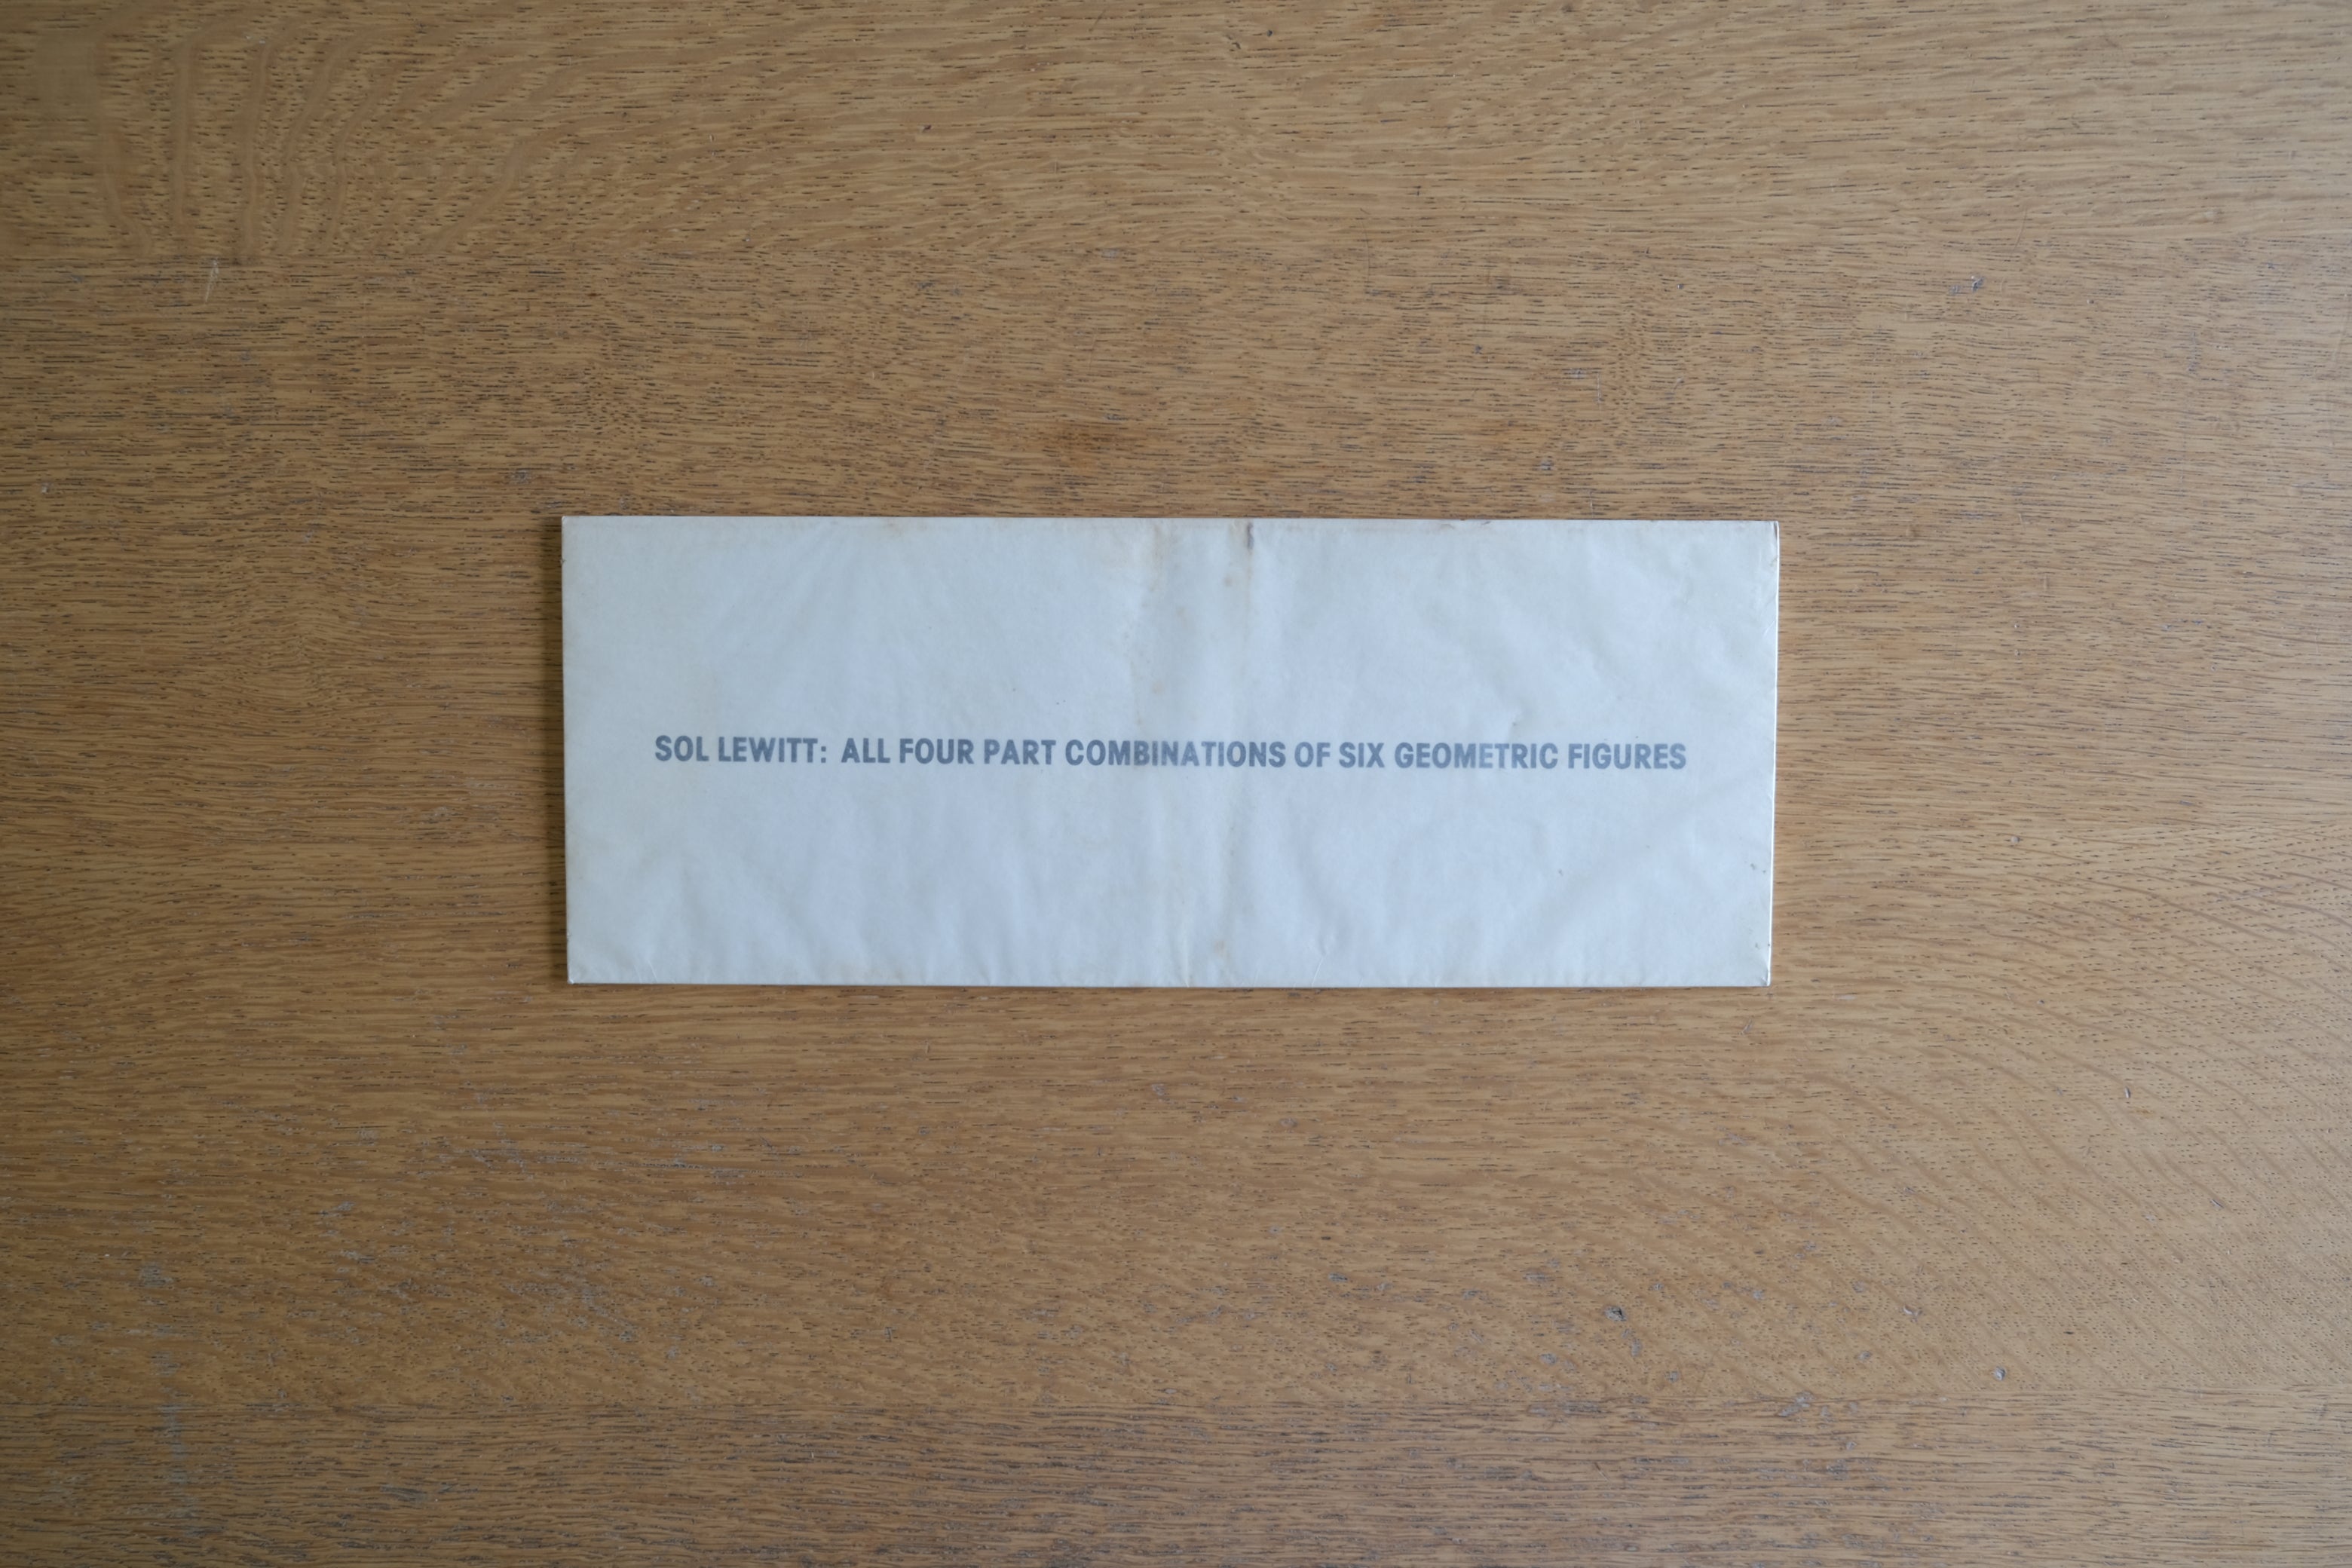 SOL LEWITT: ALL FOUR PART COMBINATIONS OF SIX GEOMETRIC FIGURES